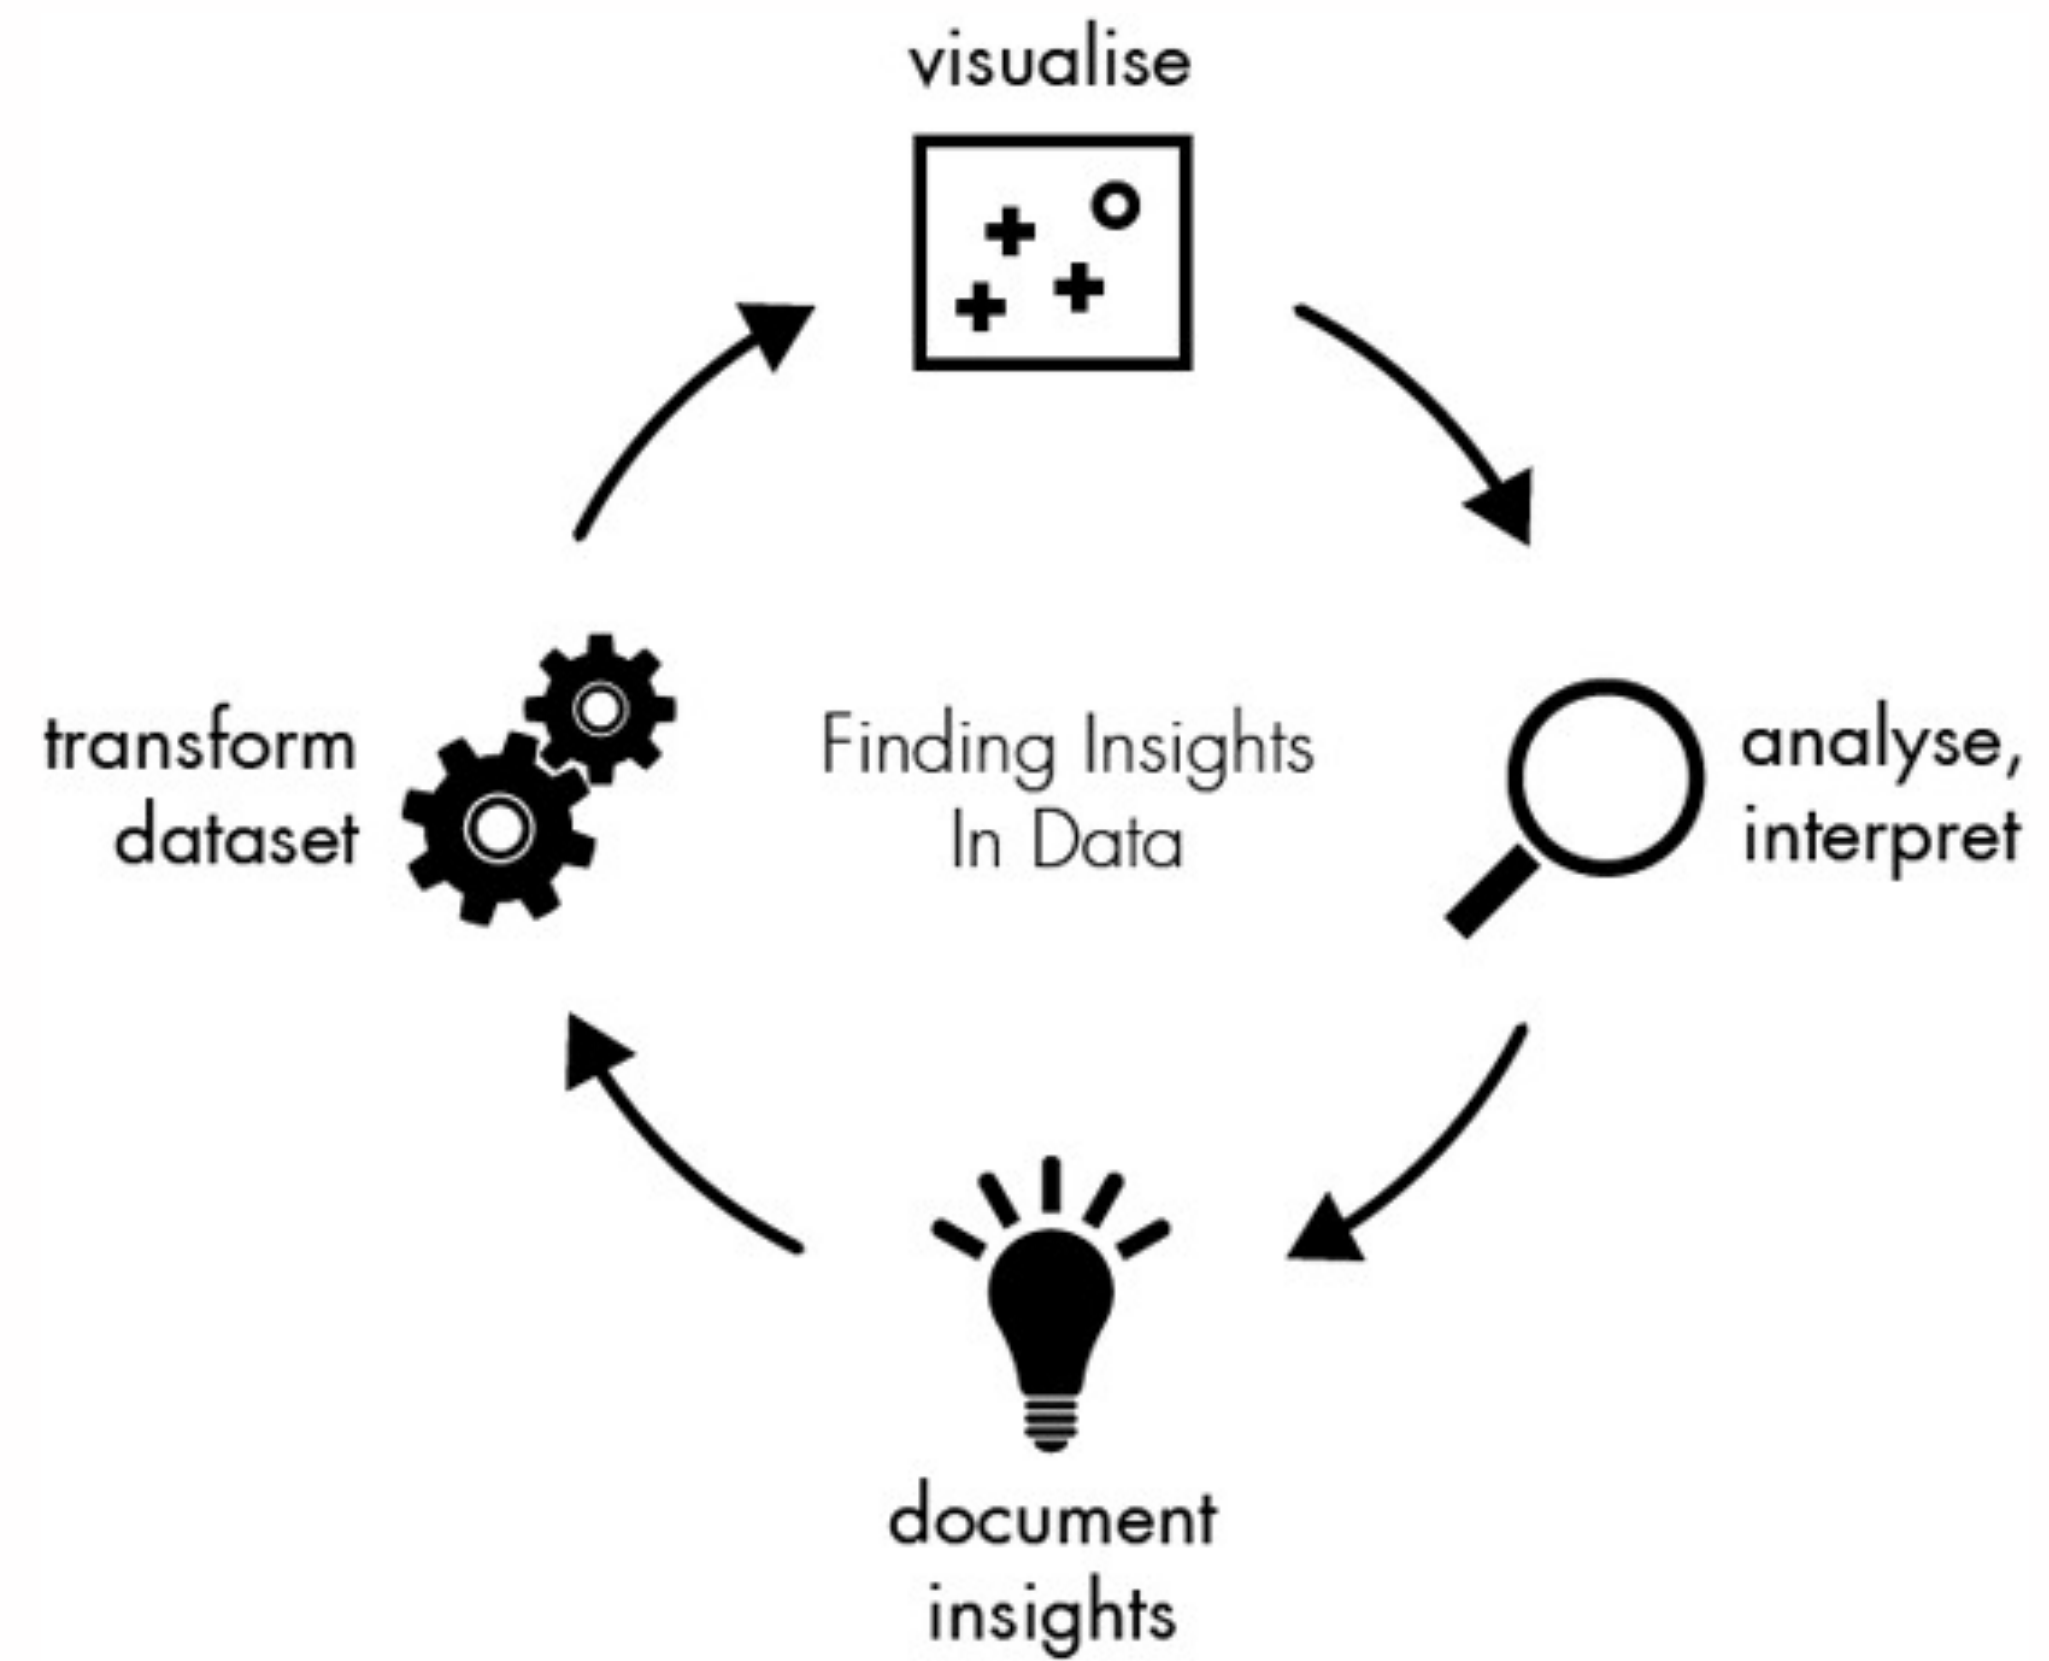 visualise
transform
dataset
Finding Insights
In Data
analyse,
interpret
document
insights